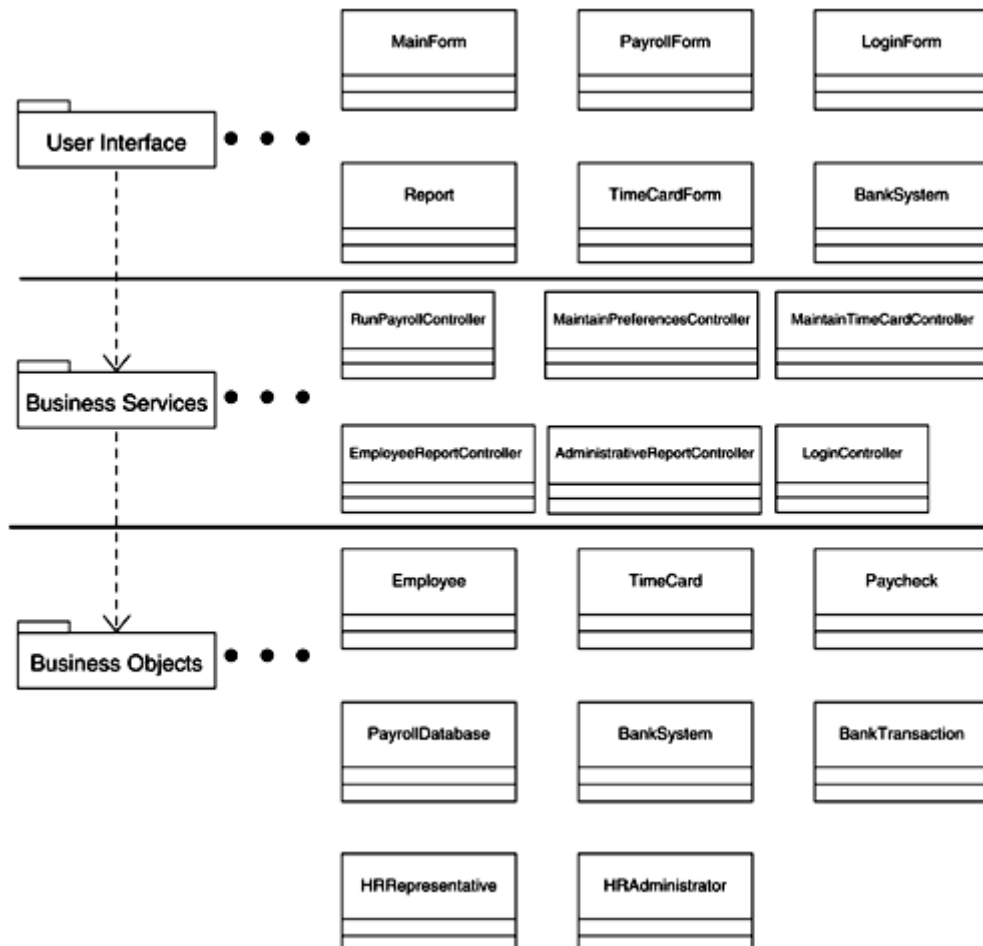 MainForm
PayrollForm
LoginForm
User Interface
Report
TimeCardForm
BankSystem
RunPayrollController
MaintainPreferencesController
MaintainTimeCardController
Business Services
EmployeeReportController
AdministrativeReportController
LoginController
Employee
TimeCard
Paycheck
Business Objects
PayrollDatabase
BankSystem
BankTransaction
HRRepresentative
HRAdministrator